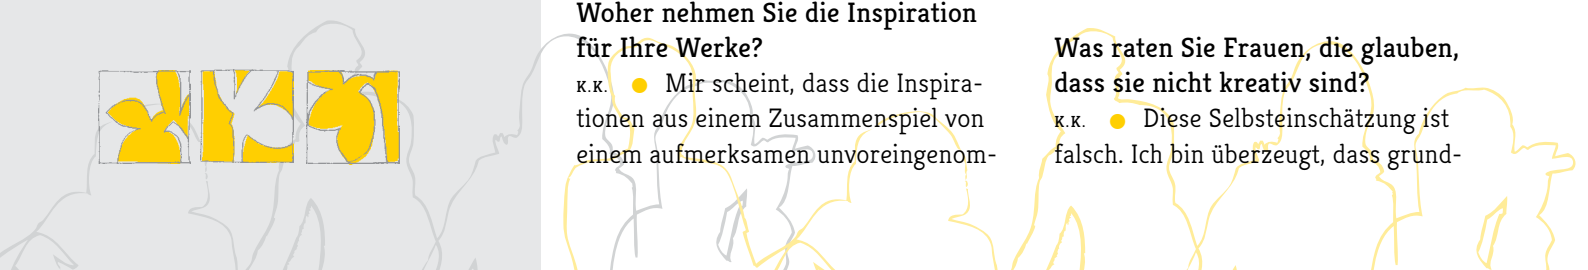 Woher nehmen Sie die Inspiration
für Ihre Werke?
K.K. ● Mir scheint, dass die Inspira-
tionen aus einem Zusammenspiel von
einem aufmerksamen unvoreingenom-
Was raten Sie Frauen, die glauben,
dass sie nicht kreativ sind?
K.K. ● Diese Selbsteinschätzung ist
falsch. Ich bin überzeugt, dass grund-